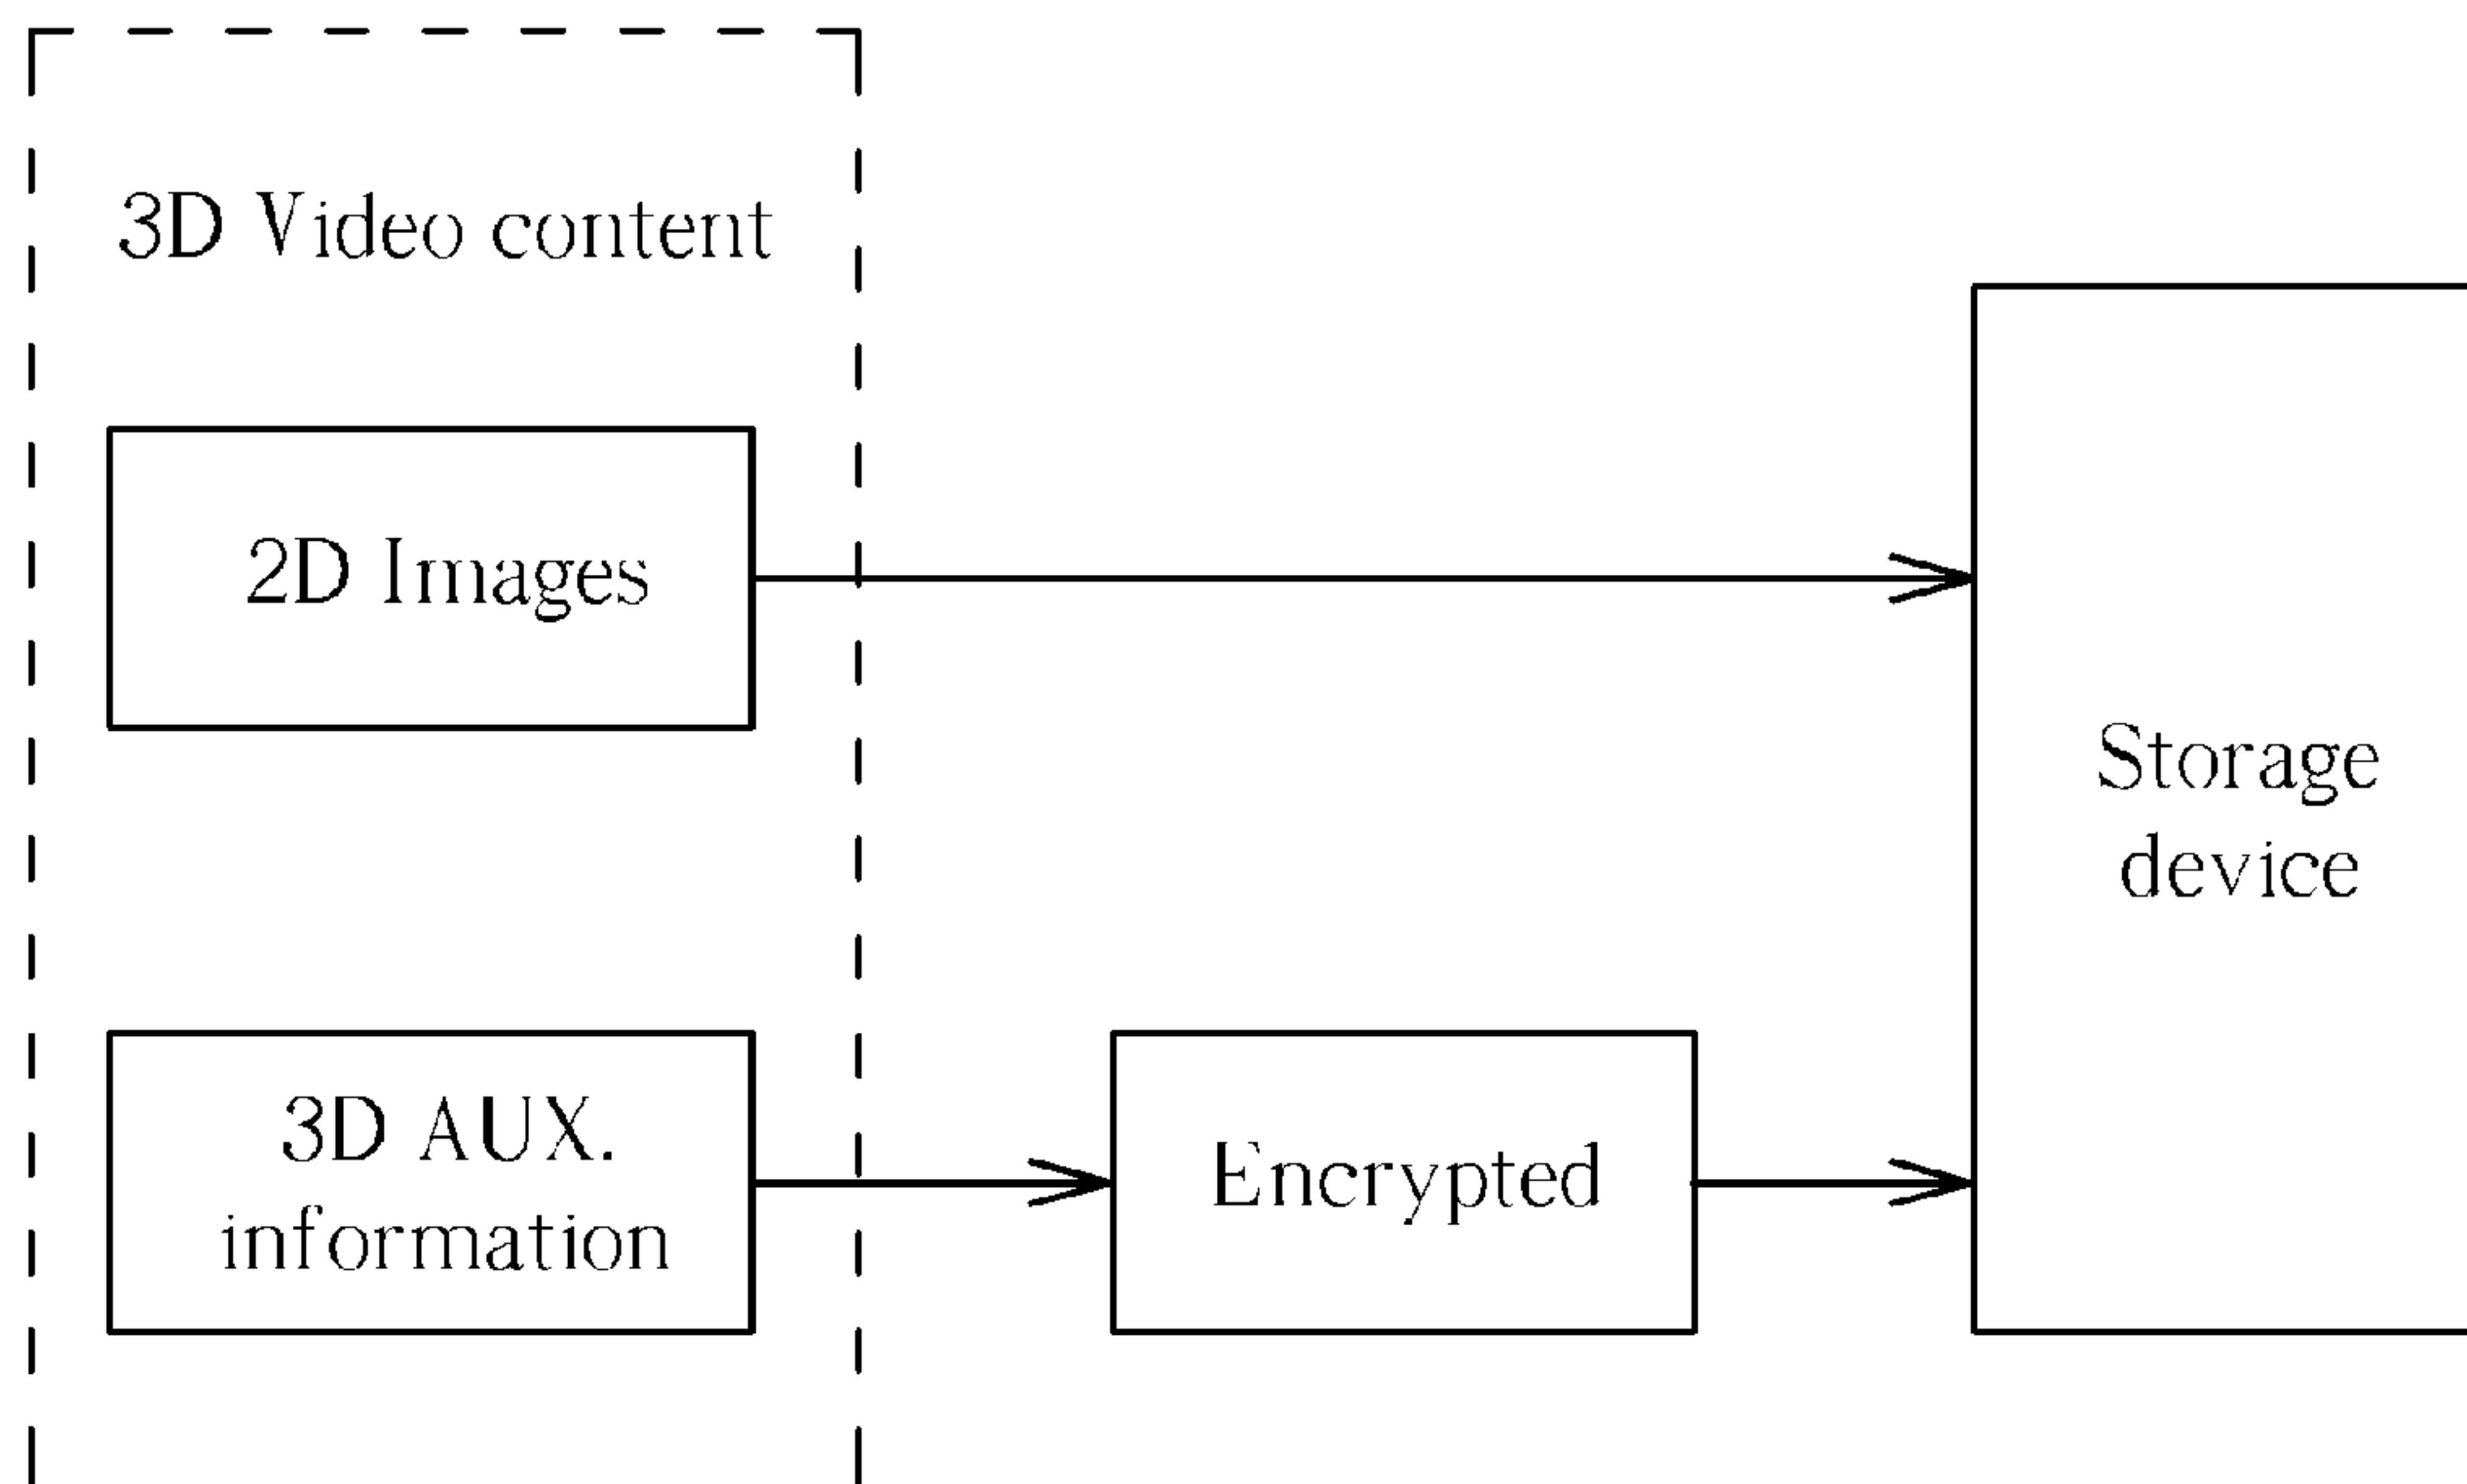 3D Video content
2D Images
Storage
device
3D AUX.
information
Encrypted